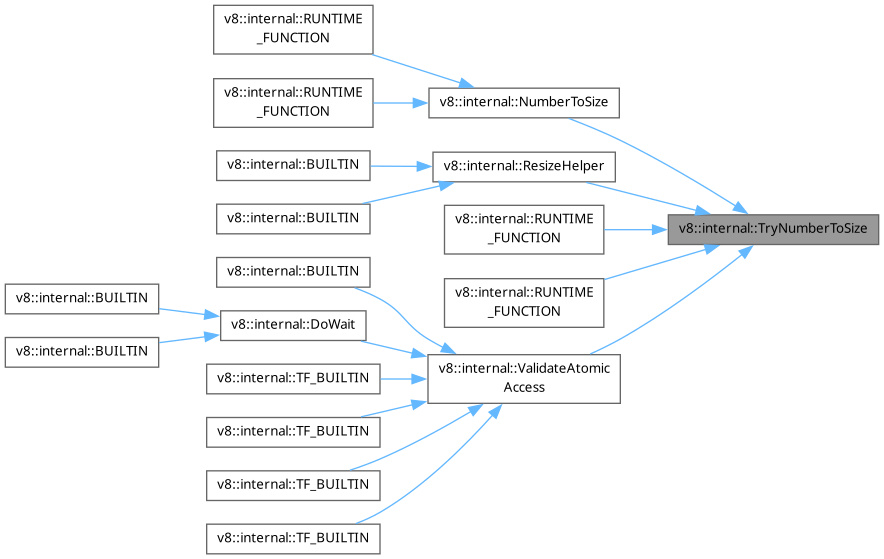 v8::internal::RUNTIME
_FUNCTION
v8::internal::RUNTIME
_FUNCTION
v8::internal::NumberToSize
v8::internal::BUILTIN
v8::internal::ResizeHelper
v8::internal::BUILTIN
v8::internal::RUNTIME
_FUNCTION
v8::internal::TryNumberToSize
v8::internal::BUILTIN
v8::internal::RUNTIME
_FUNCTION
v8::internal::BUILTIN
v8::internal::DoWait
v8::internal::BUILTIN
v8::internal::ValidateAtomic
Access
v8::internal::TF_BUILTIN
v8::internal::TF_BUILTIN
v8::internal::TF_BUILTIN
v8::internal::TF_BUILTIN